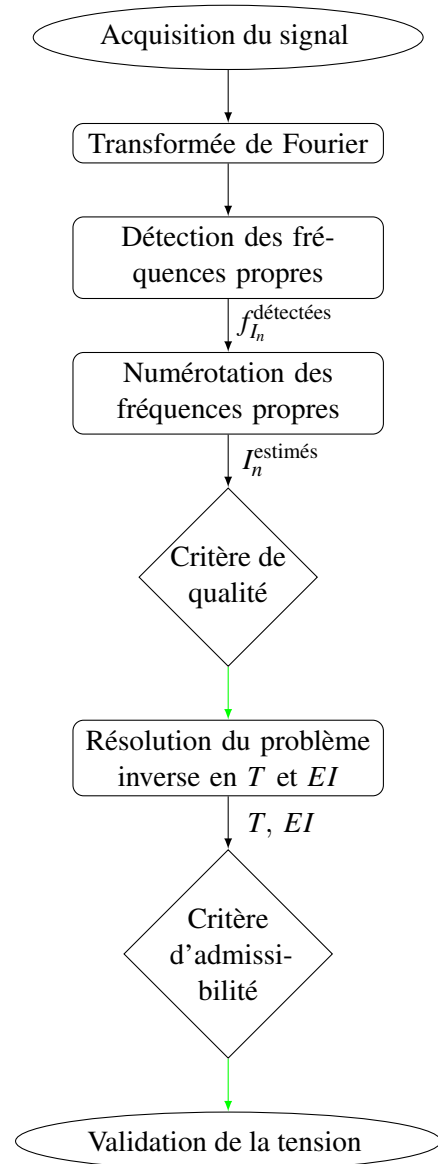 Acquisition du signal
Transformée de Fourier
Détection des fré-
quences propres
f_{I_n}^{détectées}
Numérotation des
fréquences propres
I_n^{estimés}
Critère de
qualité
Résolution du problème
inverse en T et EI
T, EI
Critère
d'admissi-
bilité
Validation de la tension